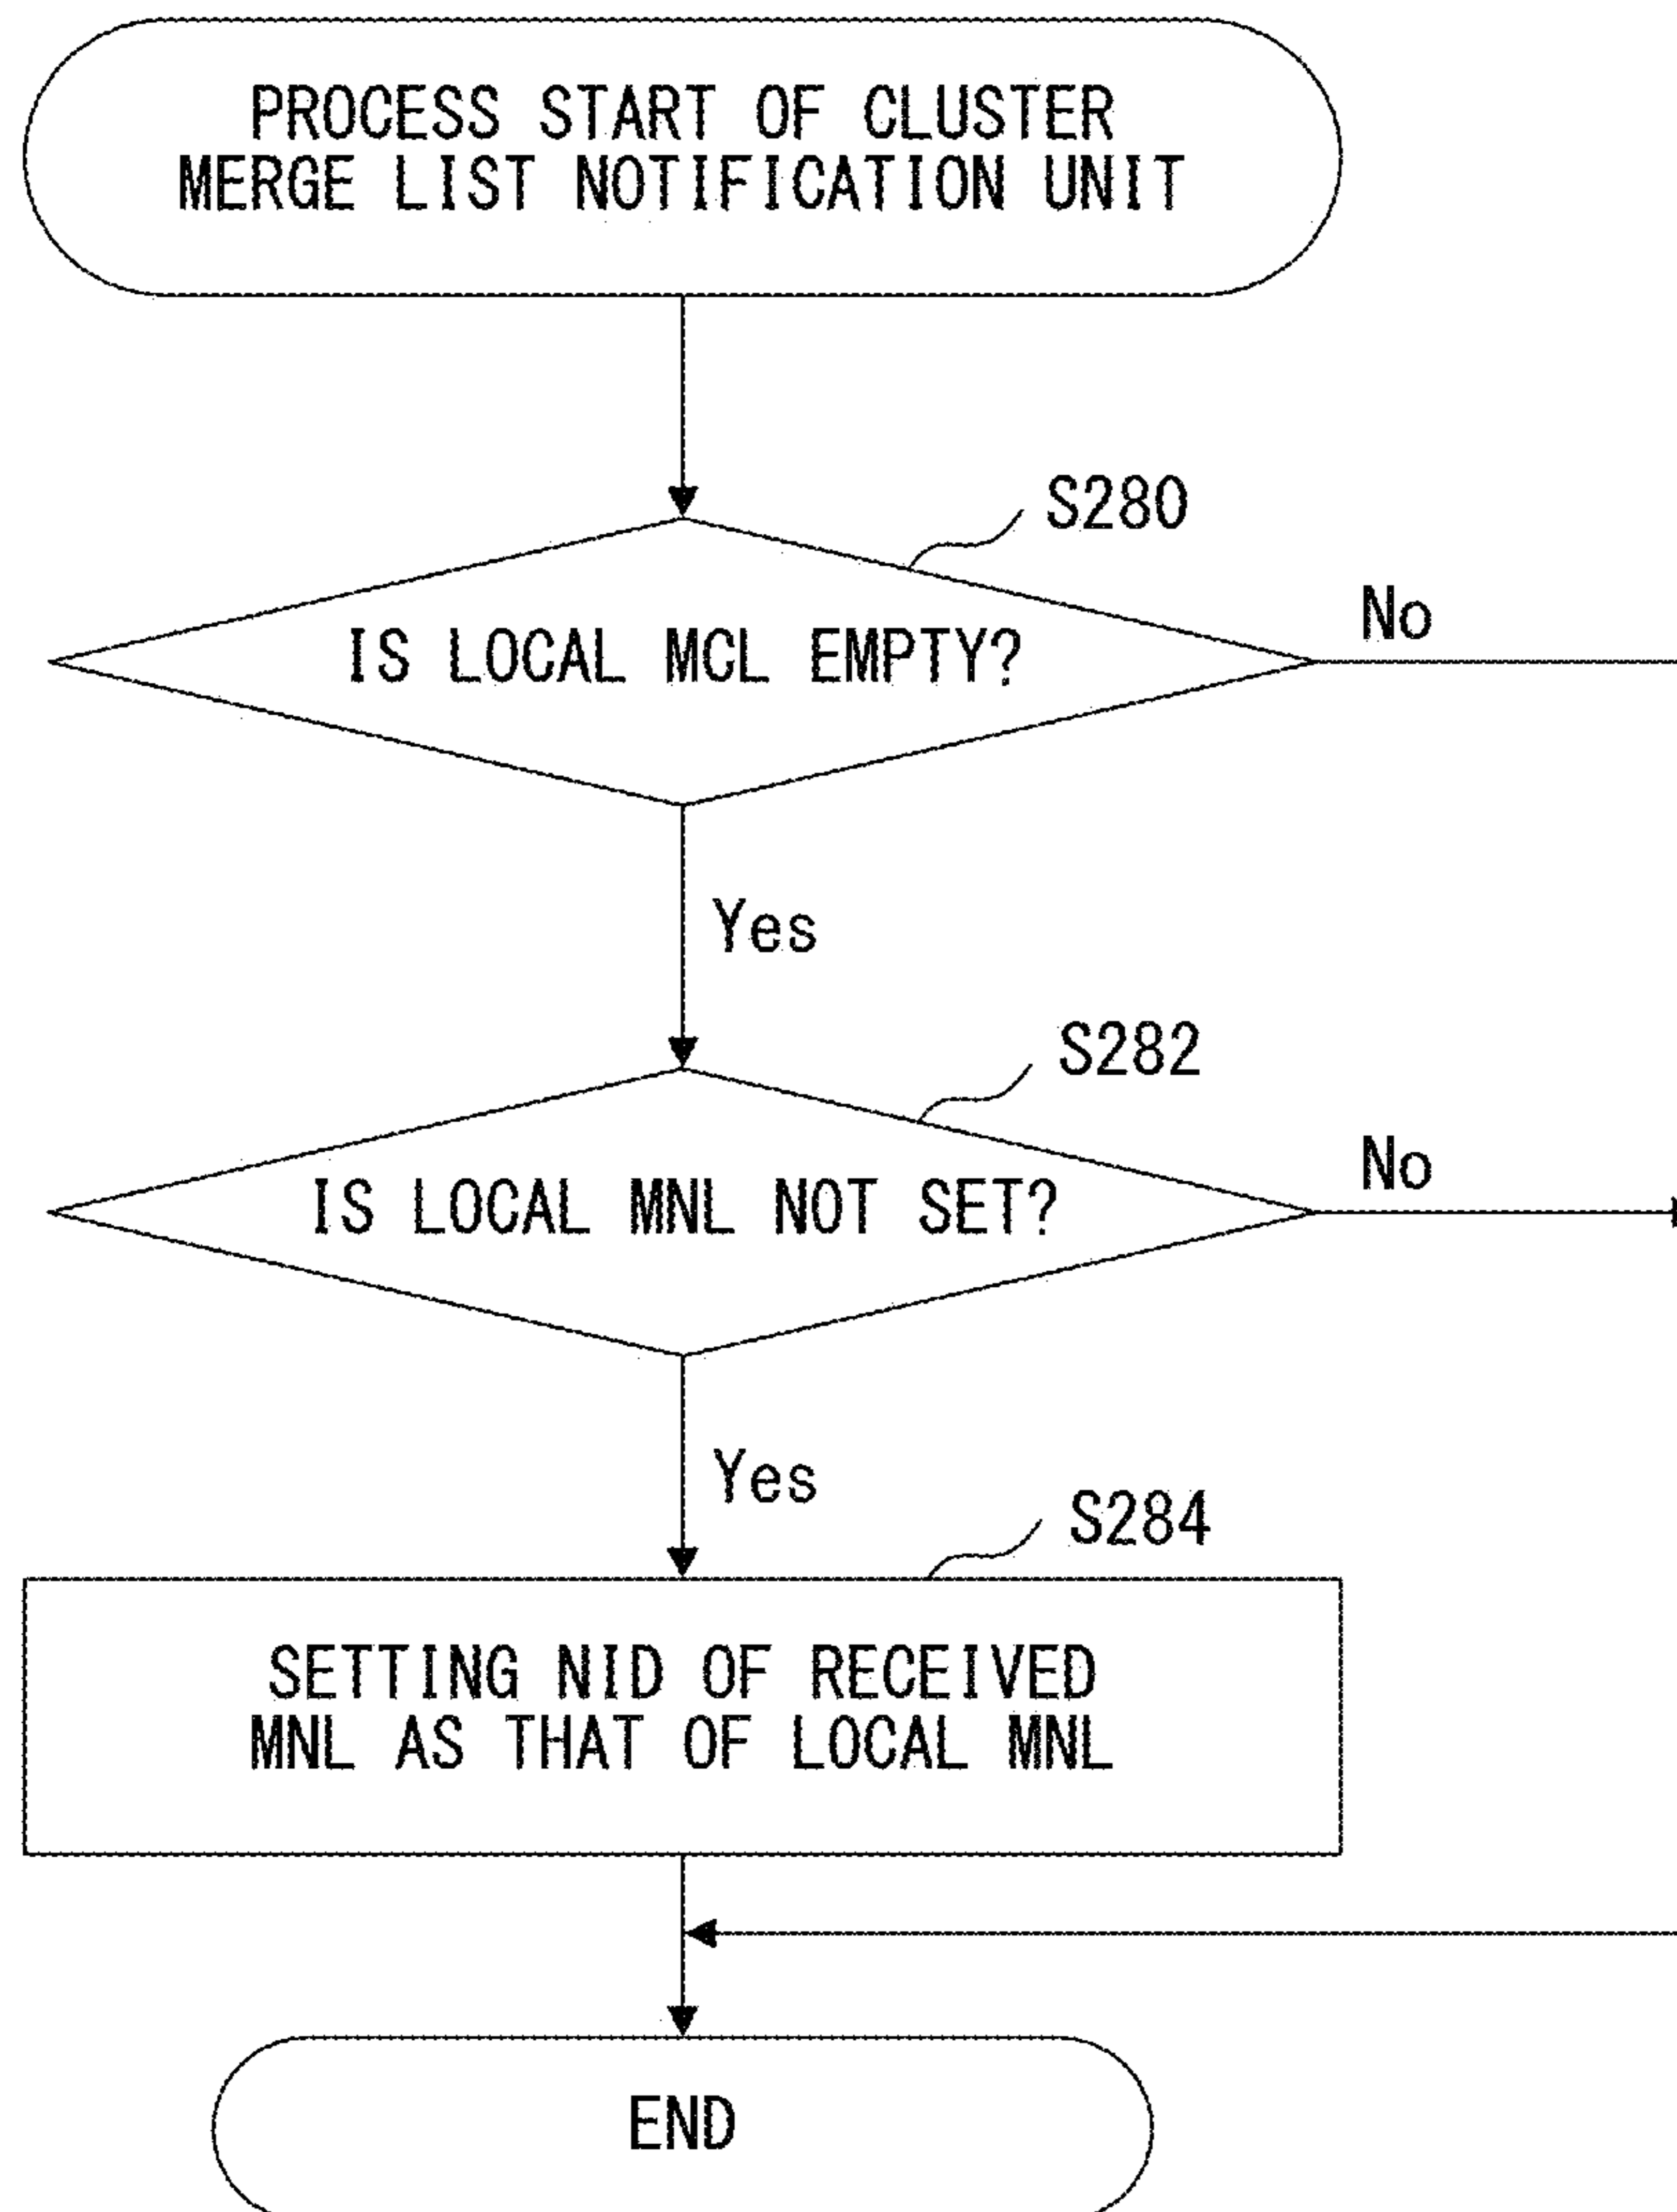 PROCESS START OF CLUSTER
MERGE LIST NOTIFICATION UNIT
S280
IS LOCAL MCL EMPTY?
No
Yes
S282
IS LOCAL MNL NOT SET?
No
Yes
S284
SETTING NID OF RECEIVED
MNL AS THAT OF LOCAL MNL
END